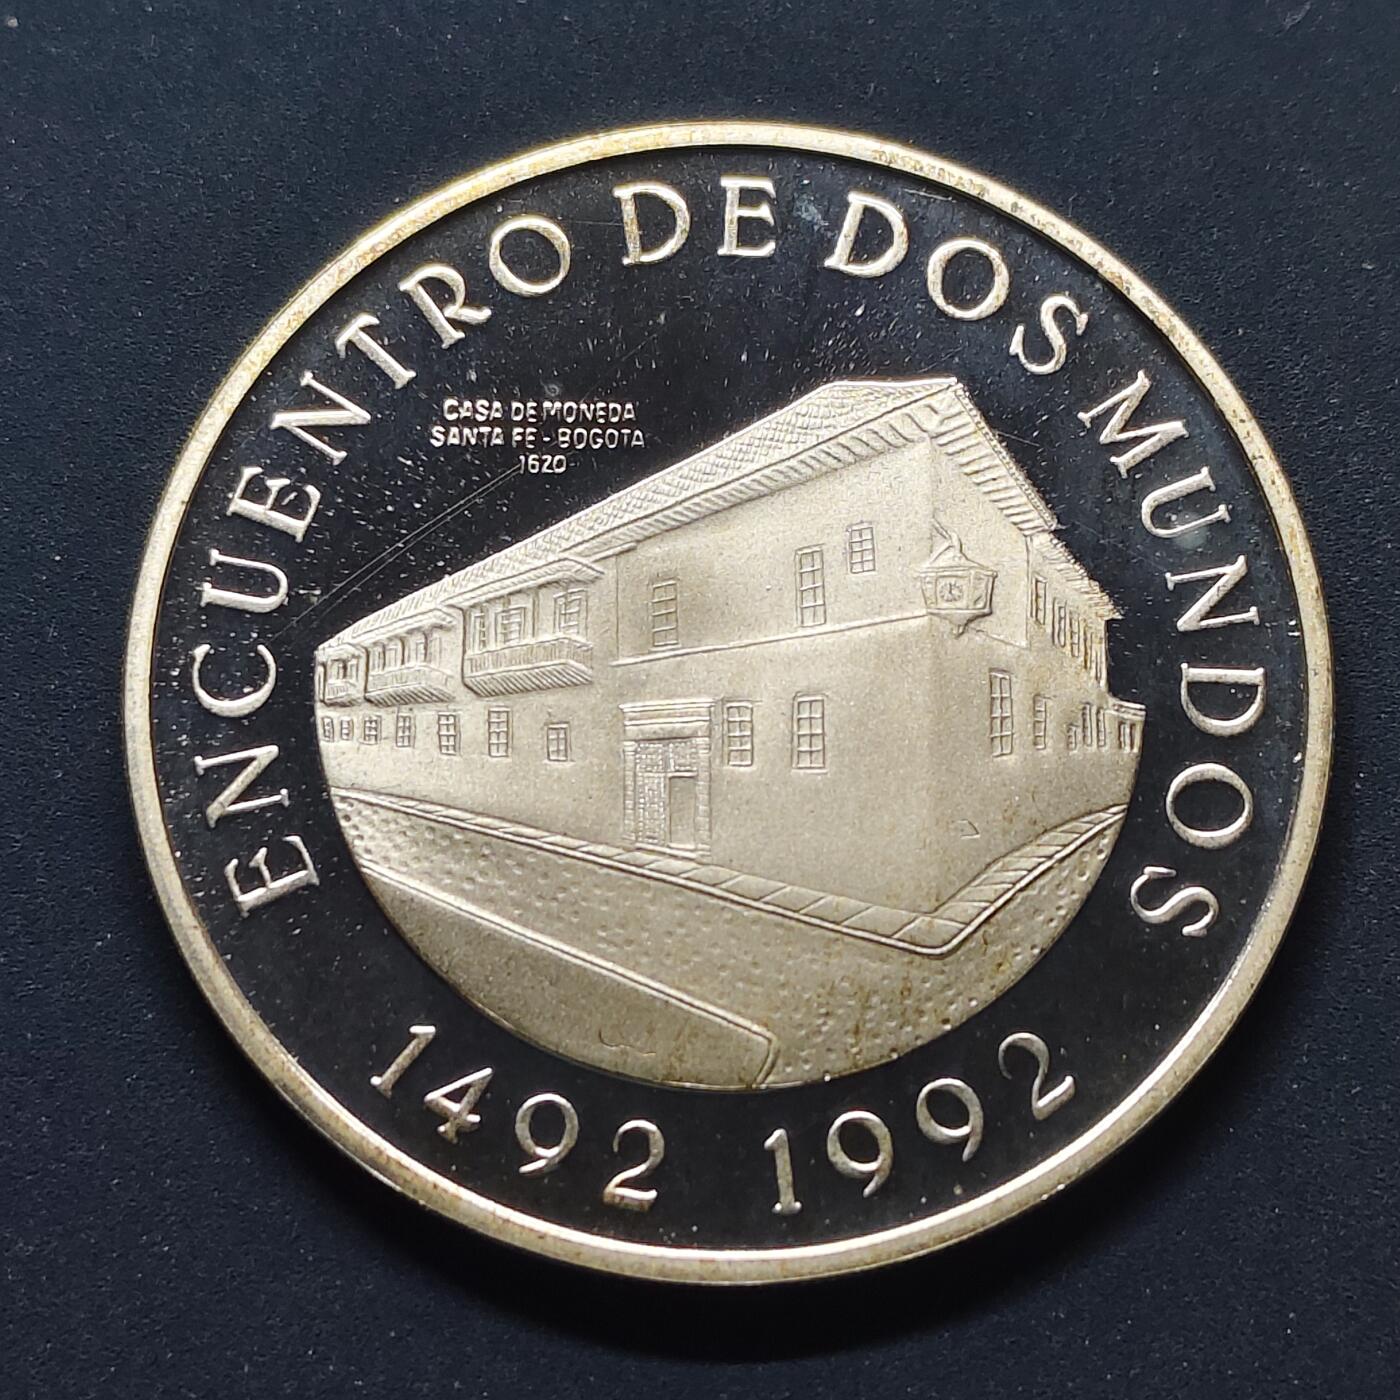 ENCUENTRO DE DOS MUNDOS
CASA DE MONEDA
SANTA FE - BOGOTA
1620
1492 1992